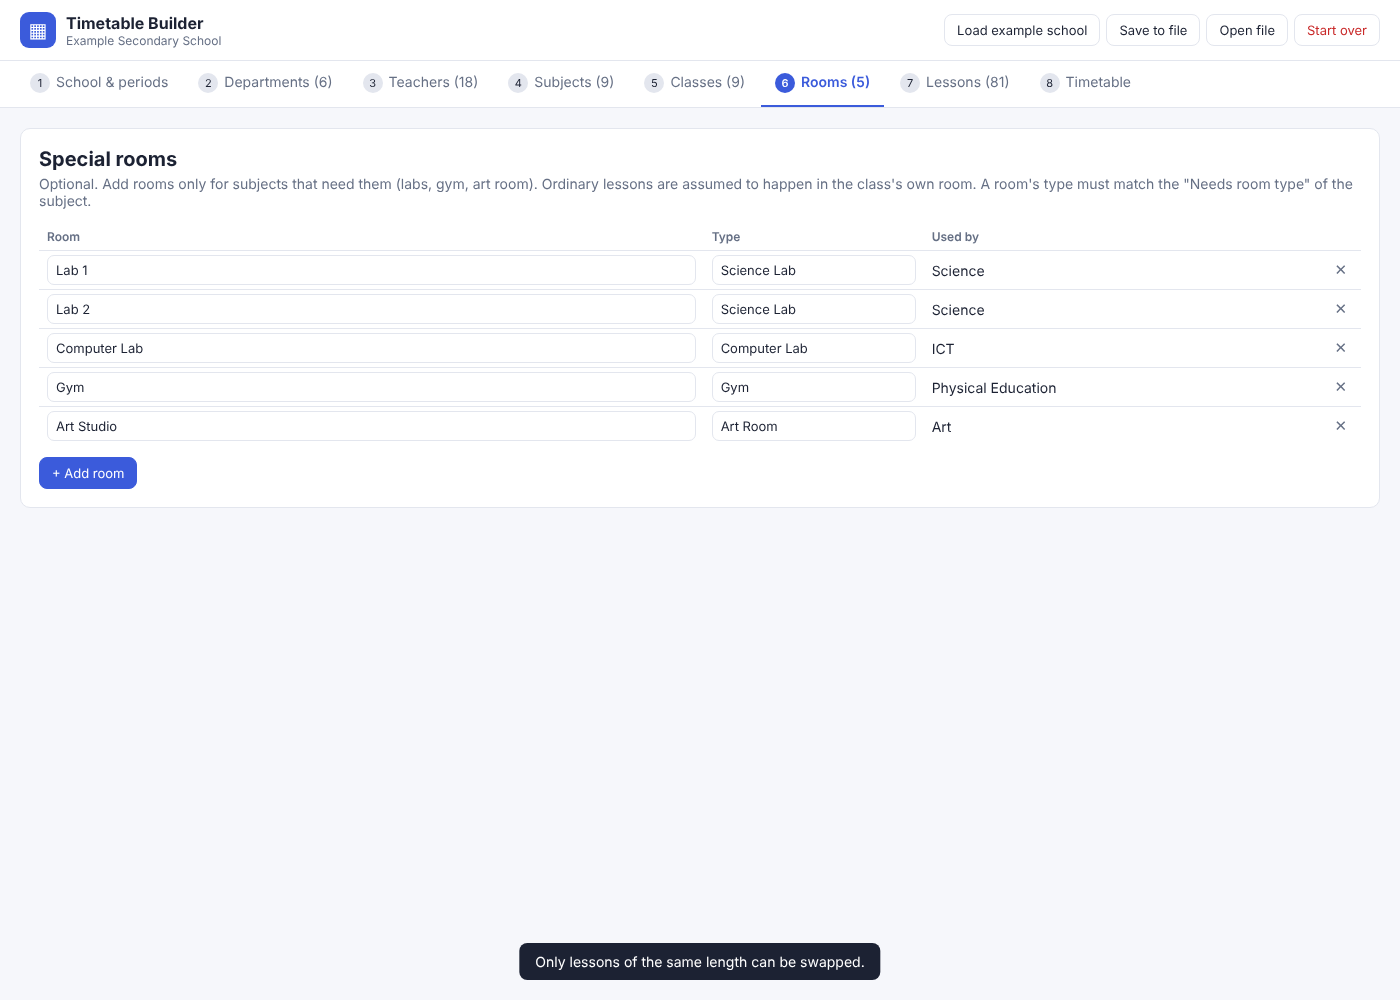 Timetable Builder
Example Secondary School
Load example school
Save to file
Open file
Start over
1 School & periods
2 Departments (6)
3 Teachers (18)
4 Subjects (9)
5 Classes (9)
6 Rooms (5)
7 Lessons (81)
8 Timetable
Special rooms
Optional. Add rooms only for subjects that need them (labs, gym, art room). Ordinary lessons are assumed to happen in the class's own room. A room's type must match the "Needs room type" of the
subject.
Room Type Used by
Lab 1 Science Lab Science ✕
Lab 2 Science Lab Science ✕
Computer Lab Computer Lab ICT ✕
Gym Gym Physical Education ✕
Art Studio Art Room Art ✕
+ Add room
Only lessons of the same length can be swapped.